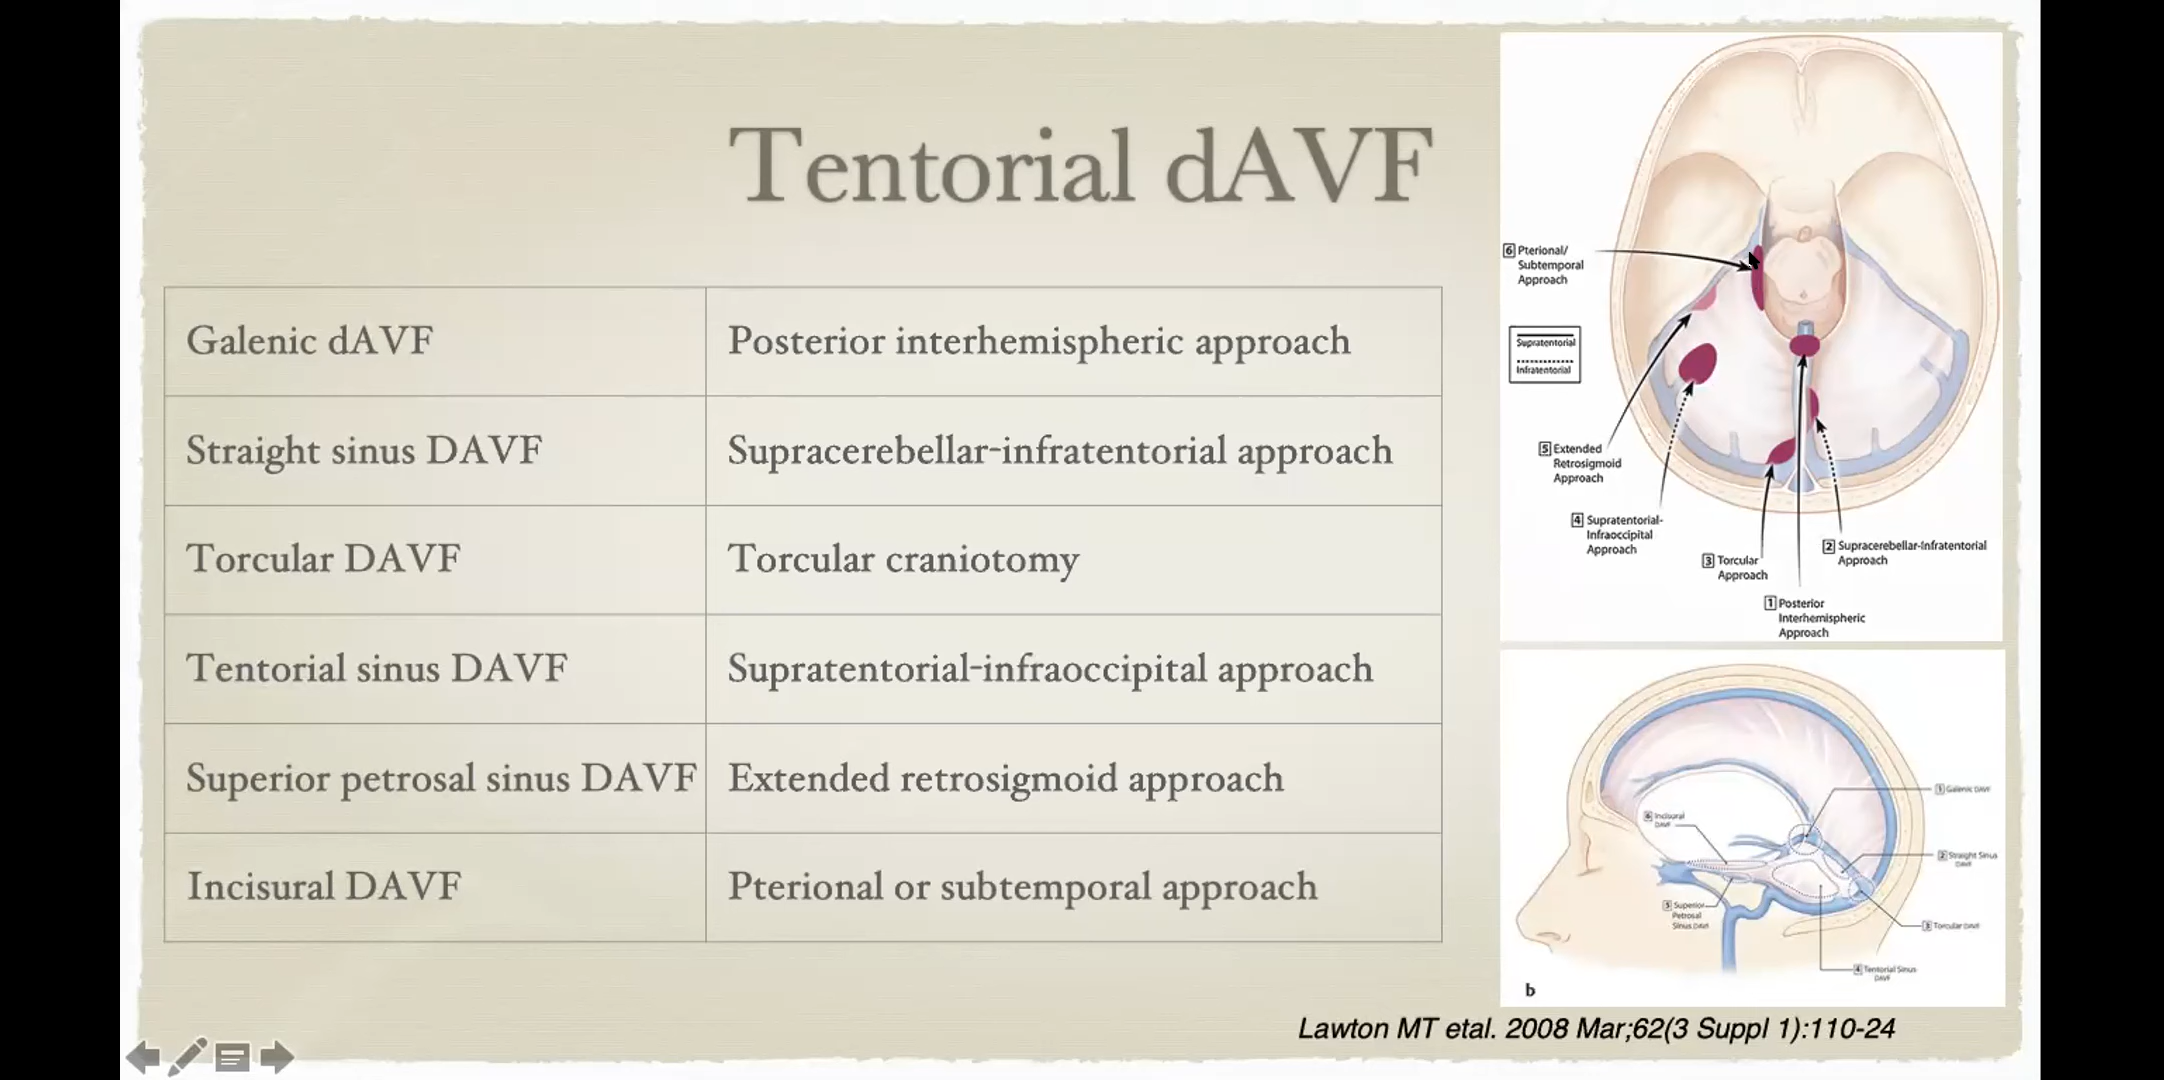 Tentorial dAVF
Galenic dAVF
Posterior interhemispheric approach
Straight sinus DAVF
Supracerebellar-infratentorial approach
Torcular DAVF
Torcular craniotomy
Tentorial sinus DAVF
Supratentorial-infraoccipital approach
Superior petrosal sinus DAVF
Extended retrosigmoid approach
Incisural DAVF
Pterional or subtemporal approach
6 Pterional/
Subtemporal
Approach
Supratentorial
Infratentorial
5 Extended
Retrosigmoid
Approach
4 Supratentorial-
Infraoccipital
Approach
3 Torcular
Approach
2 Supracerebellar-Infratentorial
Approach
1 Posterior
Interhemispheric
Approach
1 Galenic DAVF
6 Incisural
DAVF
2 Straight Sinus
DAVF
5 Superior
Petrosal
Sinus DAVF
3 Torcular DAVF
4 Tentorial Sinus
DAVF
b
Lawton MT etal. 2008 Mar;62(3 Suppl 1):110-24